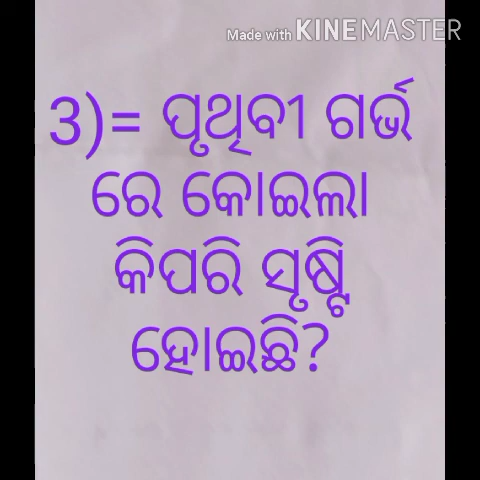 Made with KINEMASTER
3)= ପୃଥିବୀ ଗର୍ଭ
ରେ କୋଇଲା
କିପରି ସୃଷ୍ଟି
ହୋଇଛି?